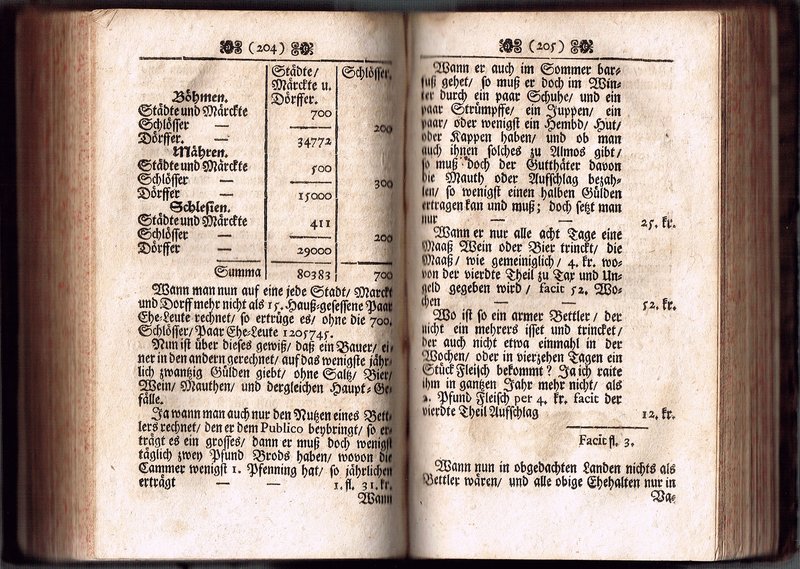 (204)
Städte/ Schlösser.
Märckte u.
Dörffer.
Böhmen.
Städte und Märckte 700
Schlösser — 200
Dörffer. — 34772
Mähren.
Städte und Märckte 500
Schlösser — 300
Dörffer — 15000
Schlesien.
Städte und Märckte 411
Schlösser — 200
Dörffer 29000
Summa 80383 700
Wann man nun auf eine jede Stadt/ Marckt
und Dorff mehr nicht als 15. Hauß-gesessene Paar
Ehe-Leute rechnet/ so ertrüge es/ ohne die 700.
Schlösser/ Paar Ehe-Leute 1205745.
Nun ist über dieses gewiß/ daß ein Bauer/ ei-
ner in den andern gerechnet/ auf das wenigste jähr-
lich zwantzig Gülden giebt/ ohne Saltz/ Bier/
Wein/ Mauthen/ und dergleichen Haupt-Ge-
fälle.
Ja wann man auch nur den Nutzen eines Bett-
lers rechnet/ den er dem Publico beybringt/ so er-
trägt es ein grosses/ dann er muß doch wenigst
täglich zwey Pfund Brods haben/ wovon die
Cammer wenigst 1. Pfenning hat/ so jährlichen
erträgt — — 1. fl. 31. kr.
Wann
(205)
Wann er auch im Sommer bar-
fuß gehet/ so muß er doch im Win-
ter durch ein paar Schuhe/ und ein
paar Strümpffe/ ein Juppen/ ein
paar/ oder wenigst ein Hembd/ Hut/
oder Kappen haben/ und ob man
auch ihnen solches zu Almos gibt/
so muß doch der Gutthäter davon
die Mauth oder Aufschlag bezah-
len/ so wenigst einen halben Gülden
ertragen kan und muß; doch setzt man
nur — — 25. kr.
Wann er nur alle acht Tage eine
Maaß Wein oder Bier trinckt/ die
Maaß/ wie gemeiniglich/ 4. kr. wo-
von der vierdte Theil zu Tax und Un-
geld gegeben wird/ facit 52. Wo-
chen — — 52. kr.
Wo ist so ein armer Bettler/ der
nicht ein mehrers isset und trincket/
der auch nicht etwa einmahl in der
Wochen/ oder in vierzehen Tagen ein
Stück Fleisch bekommt? Ja ich raite
ihm in gantzen Jahr mehr nicht/ als
2. Pfund Fleisch per 4. kr. facit der
vierdte Theil Aufschlag 12. kr.
Facit fl. 3.
Wann nun in obgedachten Landen nichts als
Bettler wären/ und alle obige Ehehalten nur in
Va-